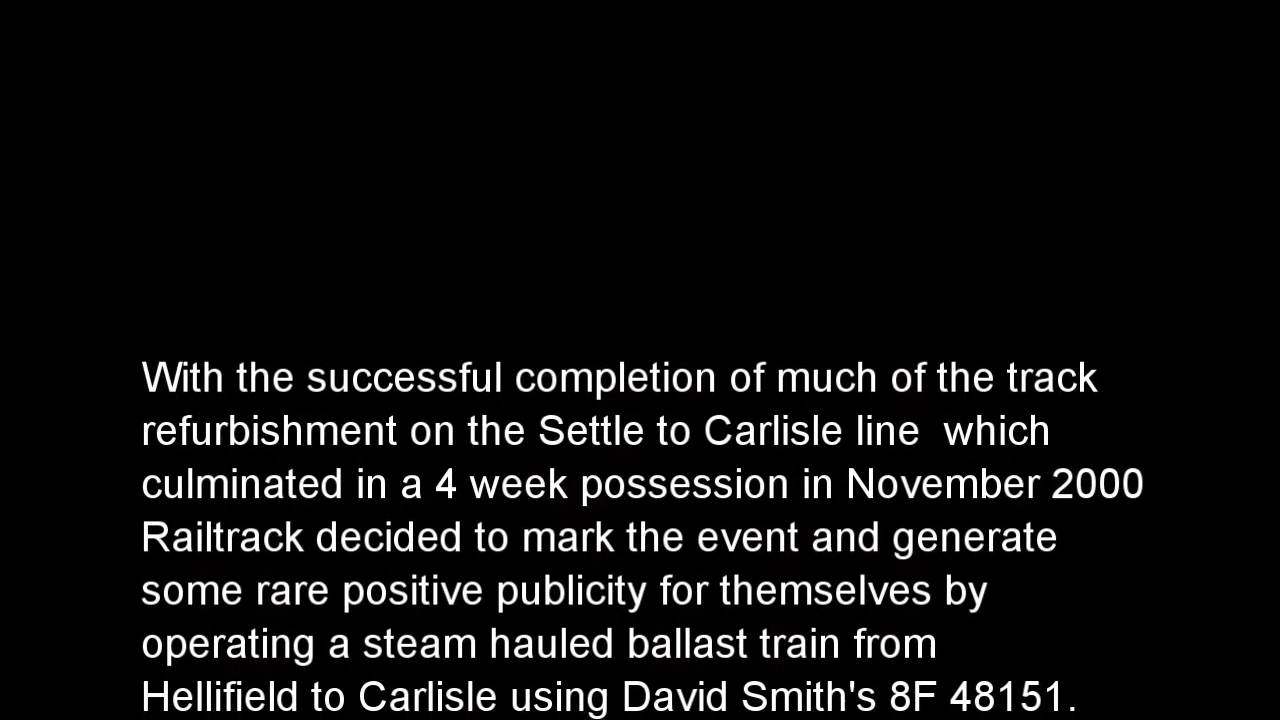 With the successful completion of much of the track
refurbishment on the Settle to Carlisle line  which
culminated in a 4 week possession in November 2000
Railtrack decided to mark the event and generate
some rare positive publicity for themselves by
operating a steam hauled ballast train from
Hellifield to Carlisle using David Smith's 8F 48151.